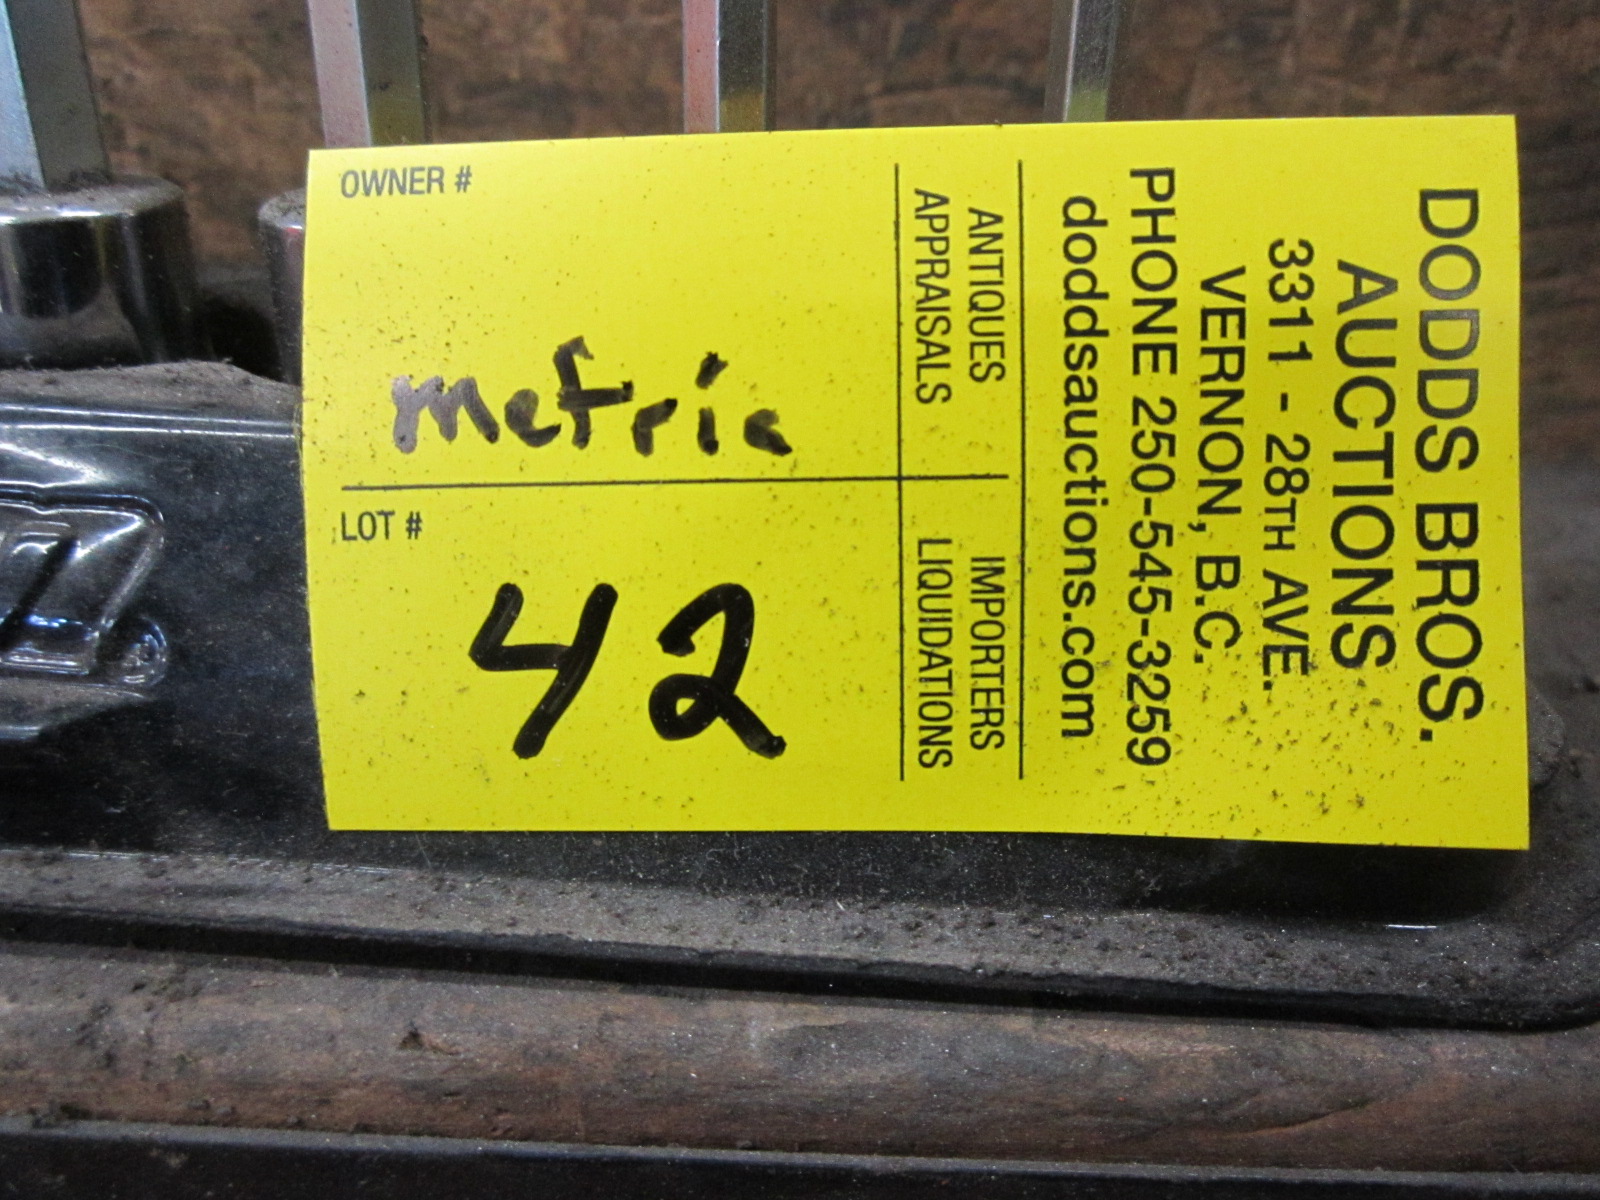 DODDS BROS.
AUCTIONS
3311 - 28TH AVE.
VERNON, B.C.
PHONE 250-545-3259
doddsauctions.com
ANTIQUES
APPRAISALS
IMPORTERS
LIQUIDATIONS
OWNER #
metric
LOT #
42